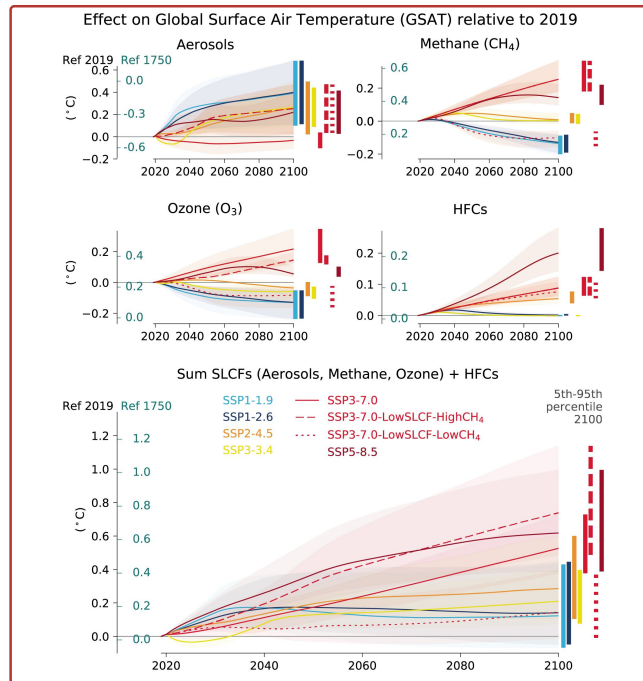 Effect on Global Surface Air Temperature (GSAT) relative to 2019
Aerosols
Ref 2019 Ref 1750
0.6
0.4
0.2
0.0
−0.2
0.0
−0.3
−0.6
(°C)
2020 2040 2060 2080 2100
Methane (CH4)
0.2
0.0
−0.2
0.6
0.4
0.2
(°C)
2020 2040 2060 2080 2100
Ozone (O3)
0.2
0.0
−0.2
0.4
0.2
0.0
(°C)
2020 2040 2060 2080 2100
HFCs
0.2
0.1
0.0
0.2
0.1
0.0
(°C)
2020 2040 2060 2080 2100
Sum SLCFs (Aerosols, Methane, Ozone) + HFCs
Ref 2019 Ref 1750
SSP1-1.9
SSP1-2.6
SSP2-4.5
SSP3-3.4
SSP3-7.0
SSP3-7.0-LowSLCF-HighCH4
SSP3-7.0-LowSLCF-LowCH4
SSP5-8.5
5th-95th
percentile
2100
1.2
1.0
0.8
0.6
0.4
0.2
0.0
1.2
1.0
0.8
0.6
0.4
0.2
0.0
(°C)
2020 2040 2060 2080 2100